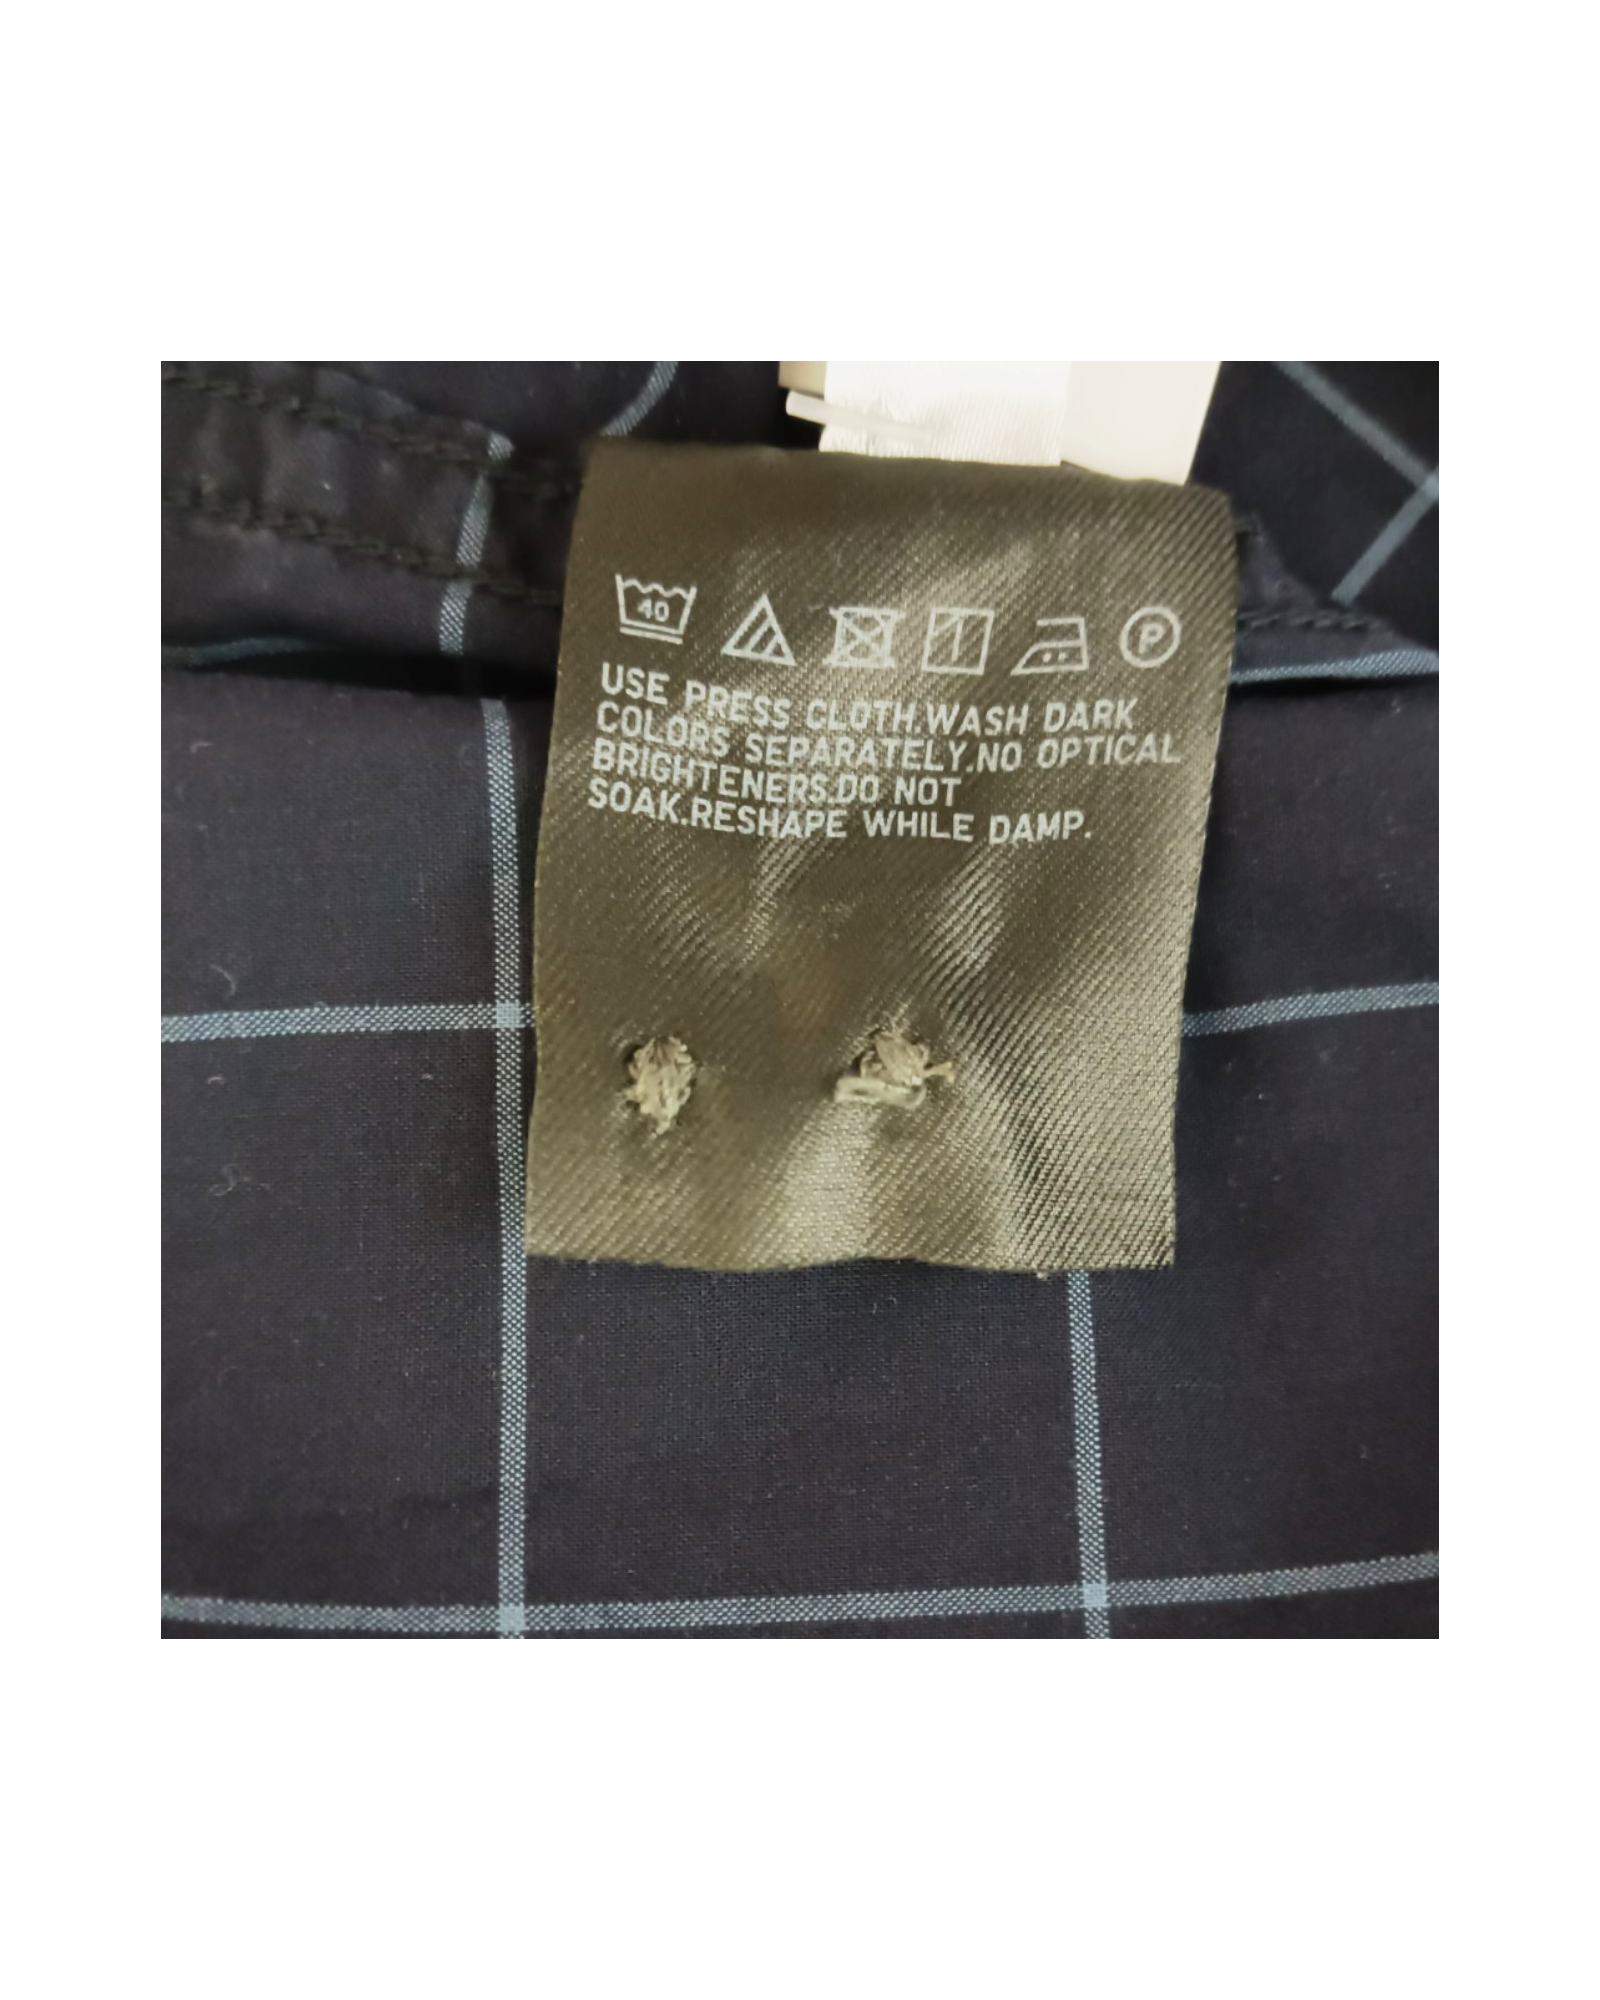 40 P
USE PRESS CLOTH.WASH DARK
COLORS SEPARATELY.NO OPTICAL
BRIGHTENERS.DO NOT
SOAK.RESHAPE WHILE DAMP.